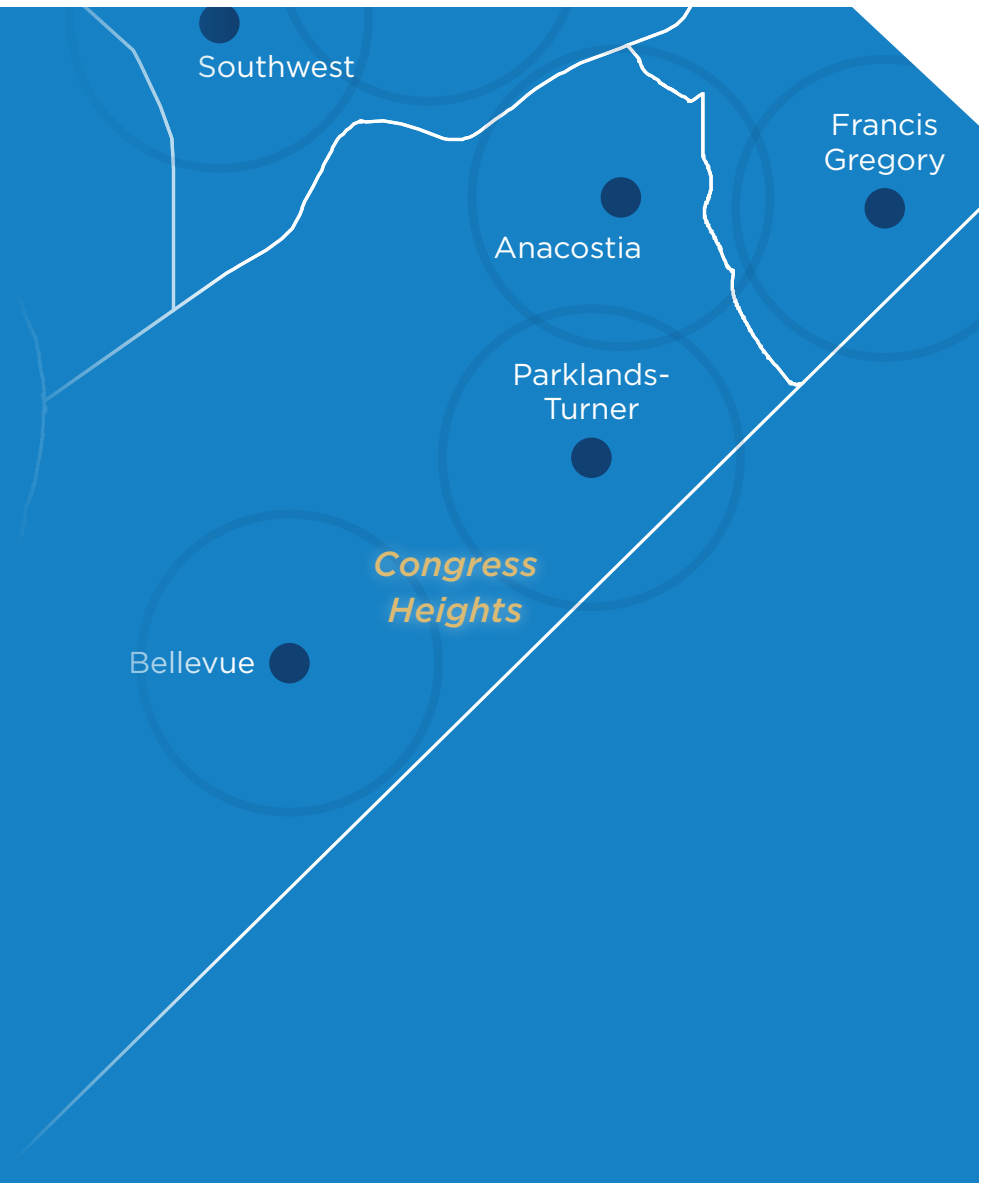 Southwest
Francis
Gregory
Anacostia
Parklands-
Turner
Congress
Heights
Bellevue